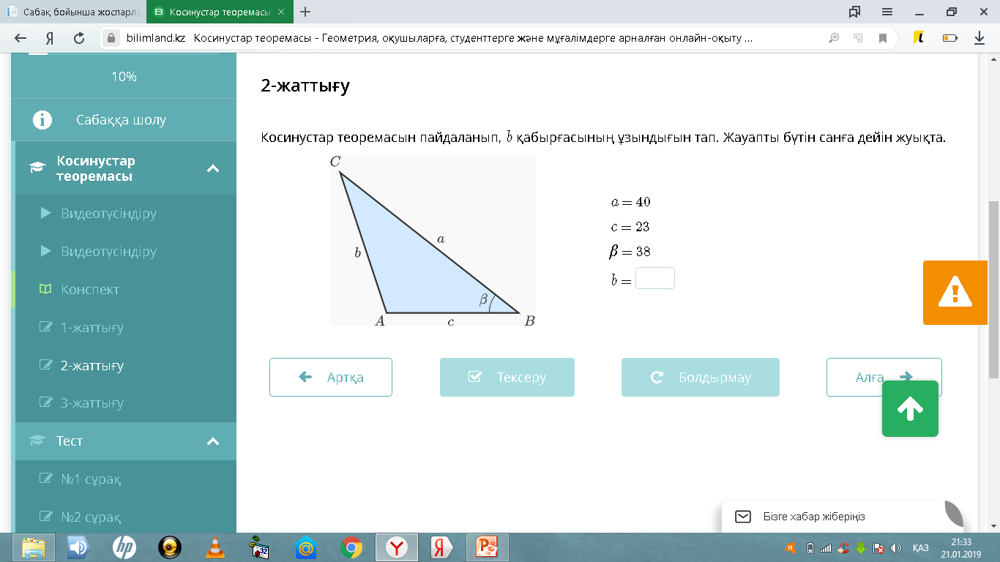 Сабақ бойынша жоспарла
Косинустар теоремасы
bilimland.kz Косинустар теоремасы - Геометрия, оқушыларға, студенттерге және мұғалімдерге арналған онлайн-оқыту ...
10%
Сабаққа шолу
Косинустар
теоремасы
Видеотүсіндіру
Видеотүсіндіру
Конспект
1-жаттығу
2-жаттығу
3-жаттығу
Тест
№1 сұрақ
№2 сұрақ
2-жаттығу
Косинустар теоремасын пайдаланып, b қабырғасының ұзындығын тап. Жауапты бүтін санға дейін жуықта.
C
a
b
β
A
c
B
a = 40
c = 23
β = 38
b =
Артқа
Тексеру
Болдырмау
Алға
Бізге хабар жіберіңіз
ҚАЗ
21:33
21.01.2019